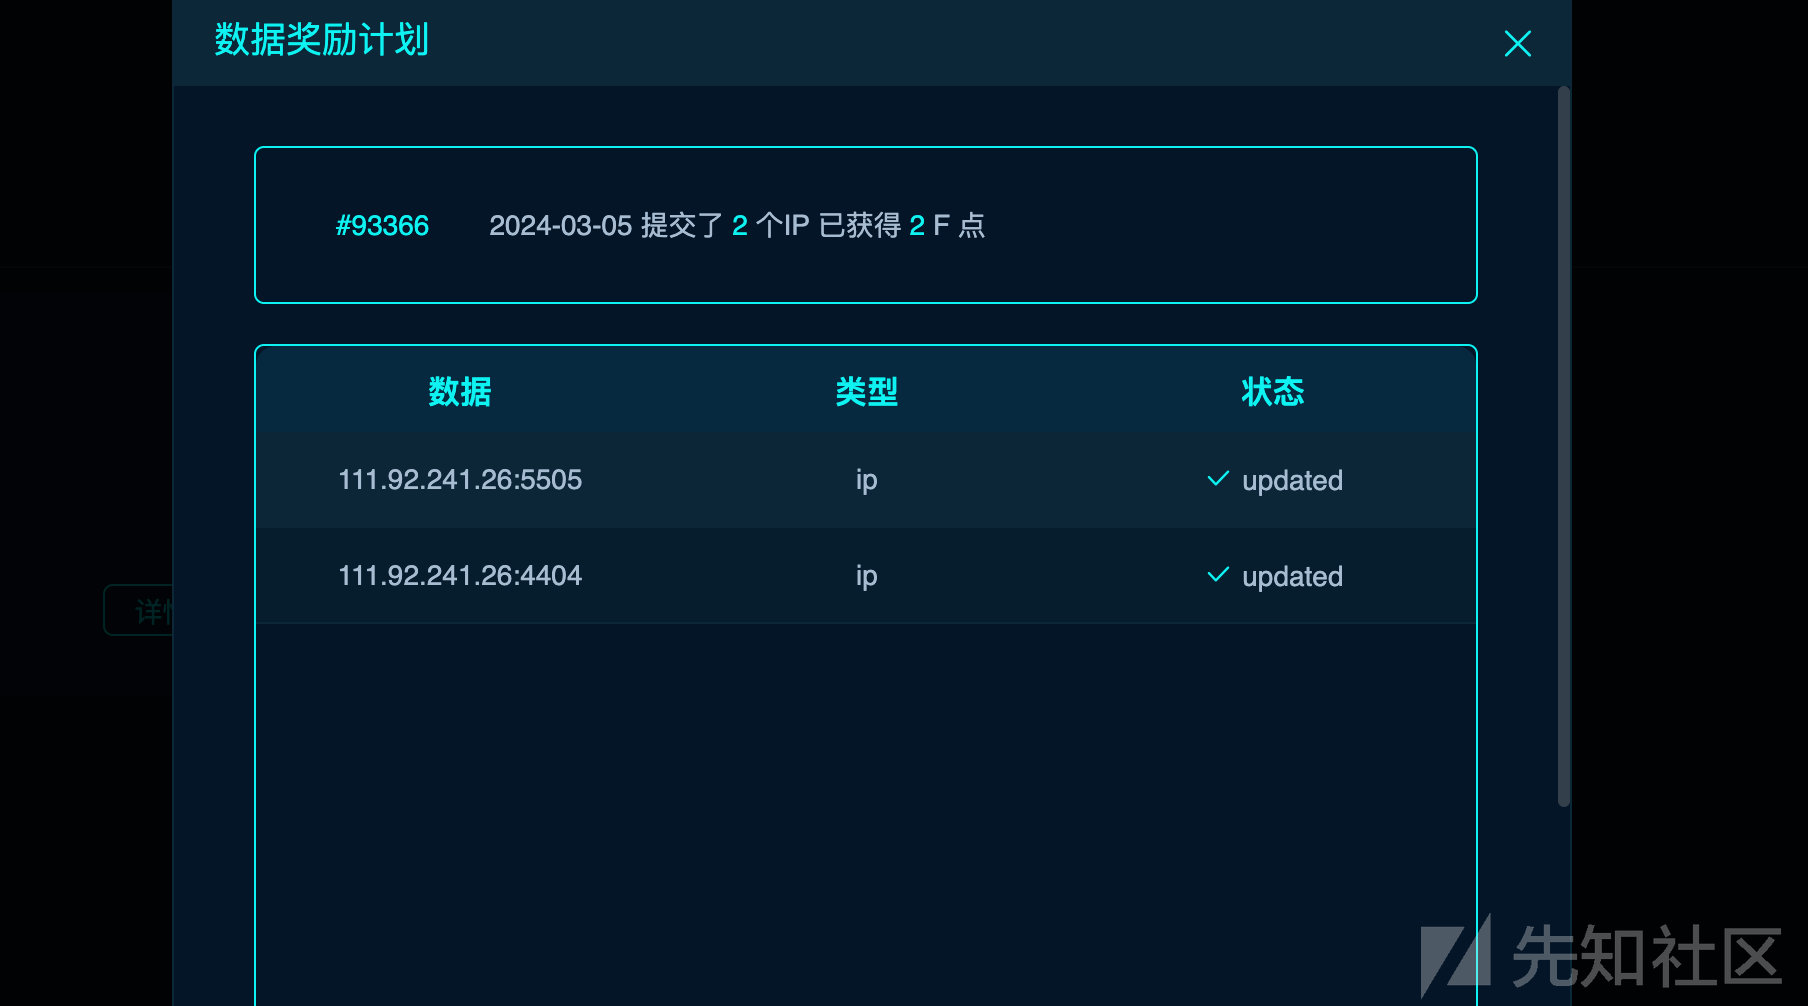 数据奖励计划
#93366 2024-03-05 提交了 2 个IP 已获得 2 F 点
数据 类型 状态
111.92.241.26:5505 ip updated
111.92.241.26:4404 ip updated
详
先知社区